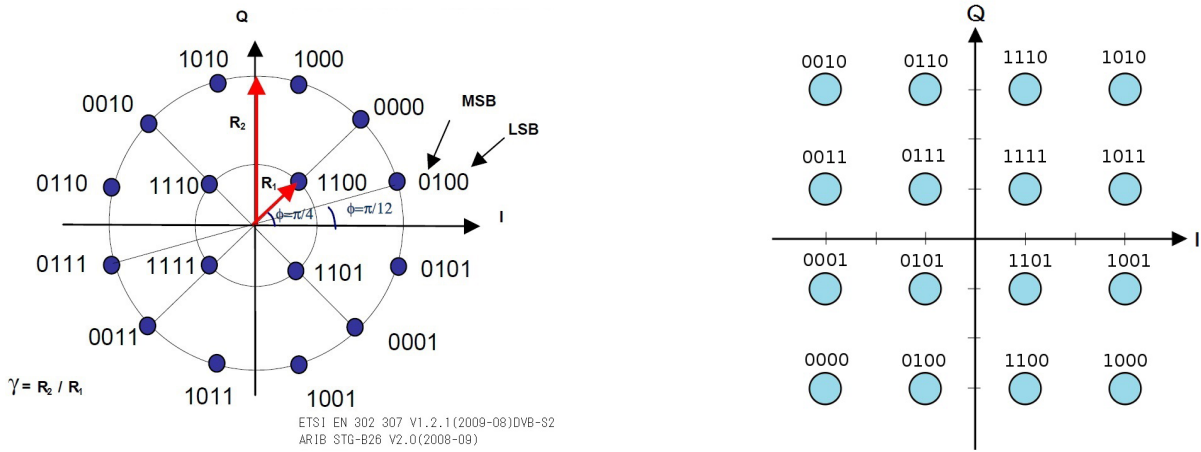 Q
1010 1000
0010 0000
MSB
LSB
R₂
0110 1110 R₁ 1100 0100
ϕ=π/4 ϕ=π/12
I
0111 1111 1101 0101
0011 0001
1011 1001
γ = R₂ / R₁
ETSI EN 302 307 V1.2.1(2009-08)DVB-S2
ARIB STG-B26 V2.0(2008-09)
Q
0010 0110 1110 1010
0011 0111 1111 1011
I
0001 0101 1101 1001
0000 0100 1100 1000